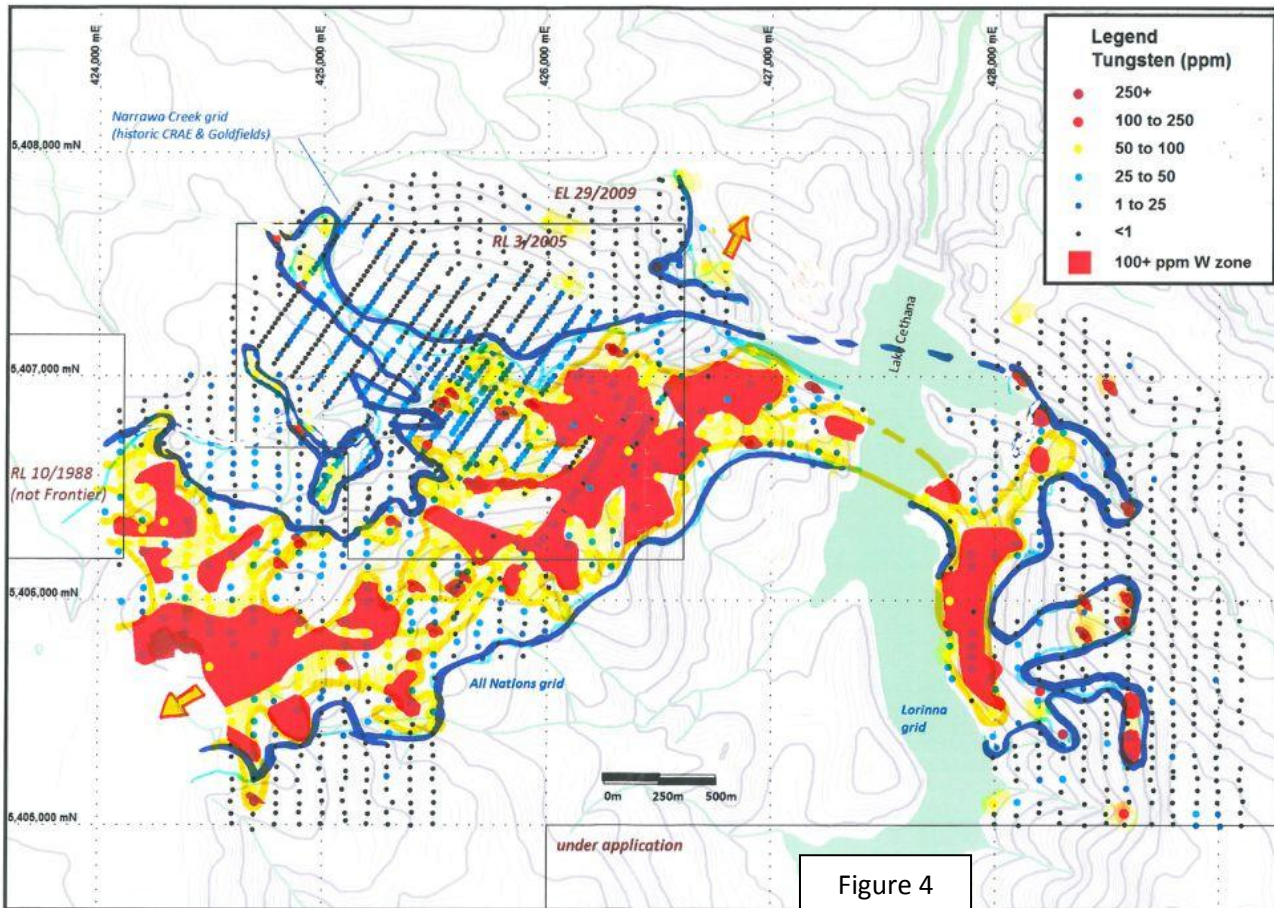 424,000 mE
425,000 mE
426,000 mE
427,000 mE
428,000 mE
Legend
Tungsten (ppm)
250+
100 to 250
50 to 100
25 to 50
1 to 25
<1
100+ ppm W zone
Narrawa Creek grid
(historic CRAE & Goldfields)
5,408,000 mN
EL 29/2009
RL 3/2005
Lake Cethana
5,407,000 mN
RL 10/1988
(not Frontier)
5,406,000 mN
All Nations grid
Lorinna
grid
0m 250m 500m
5,405,000 mN
under application
Figure 4